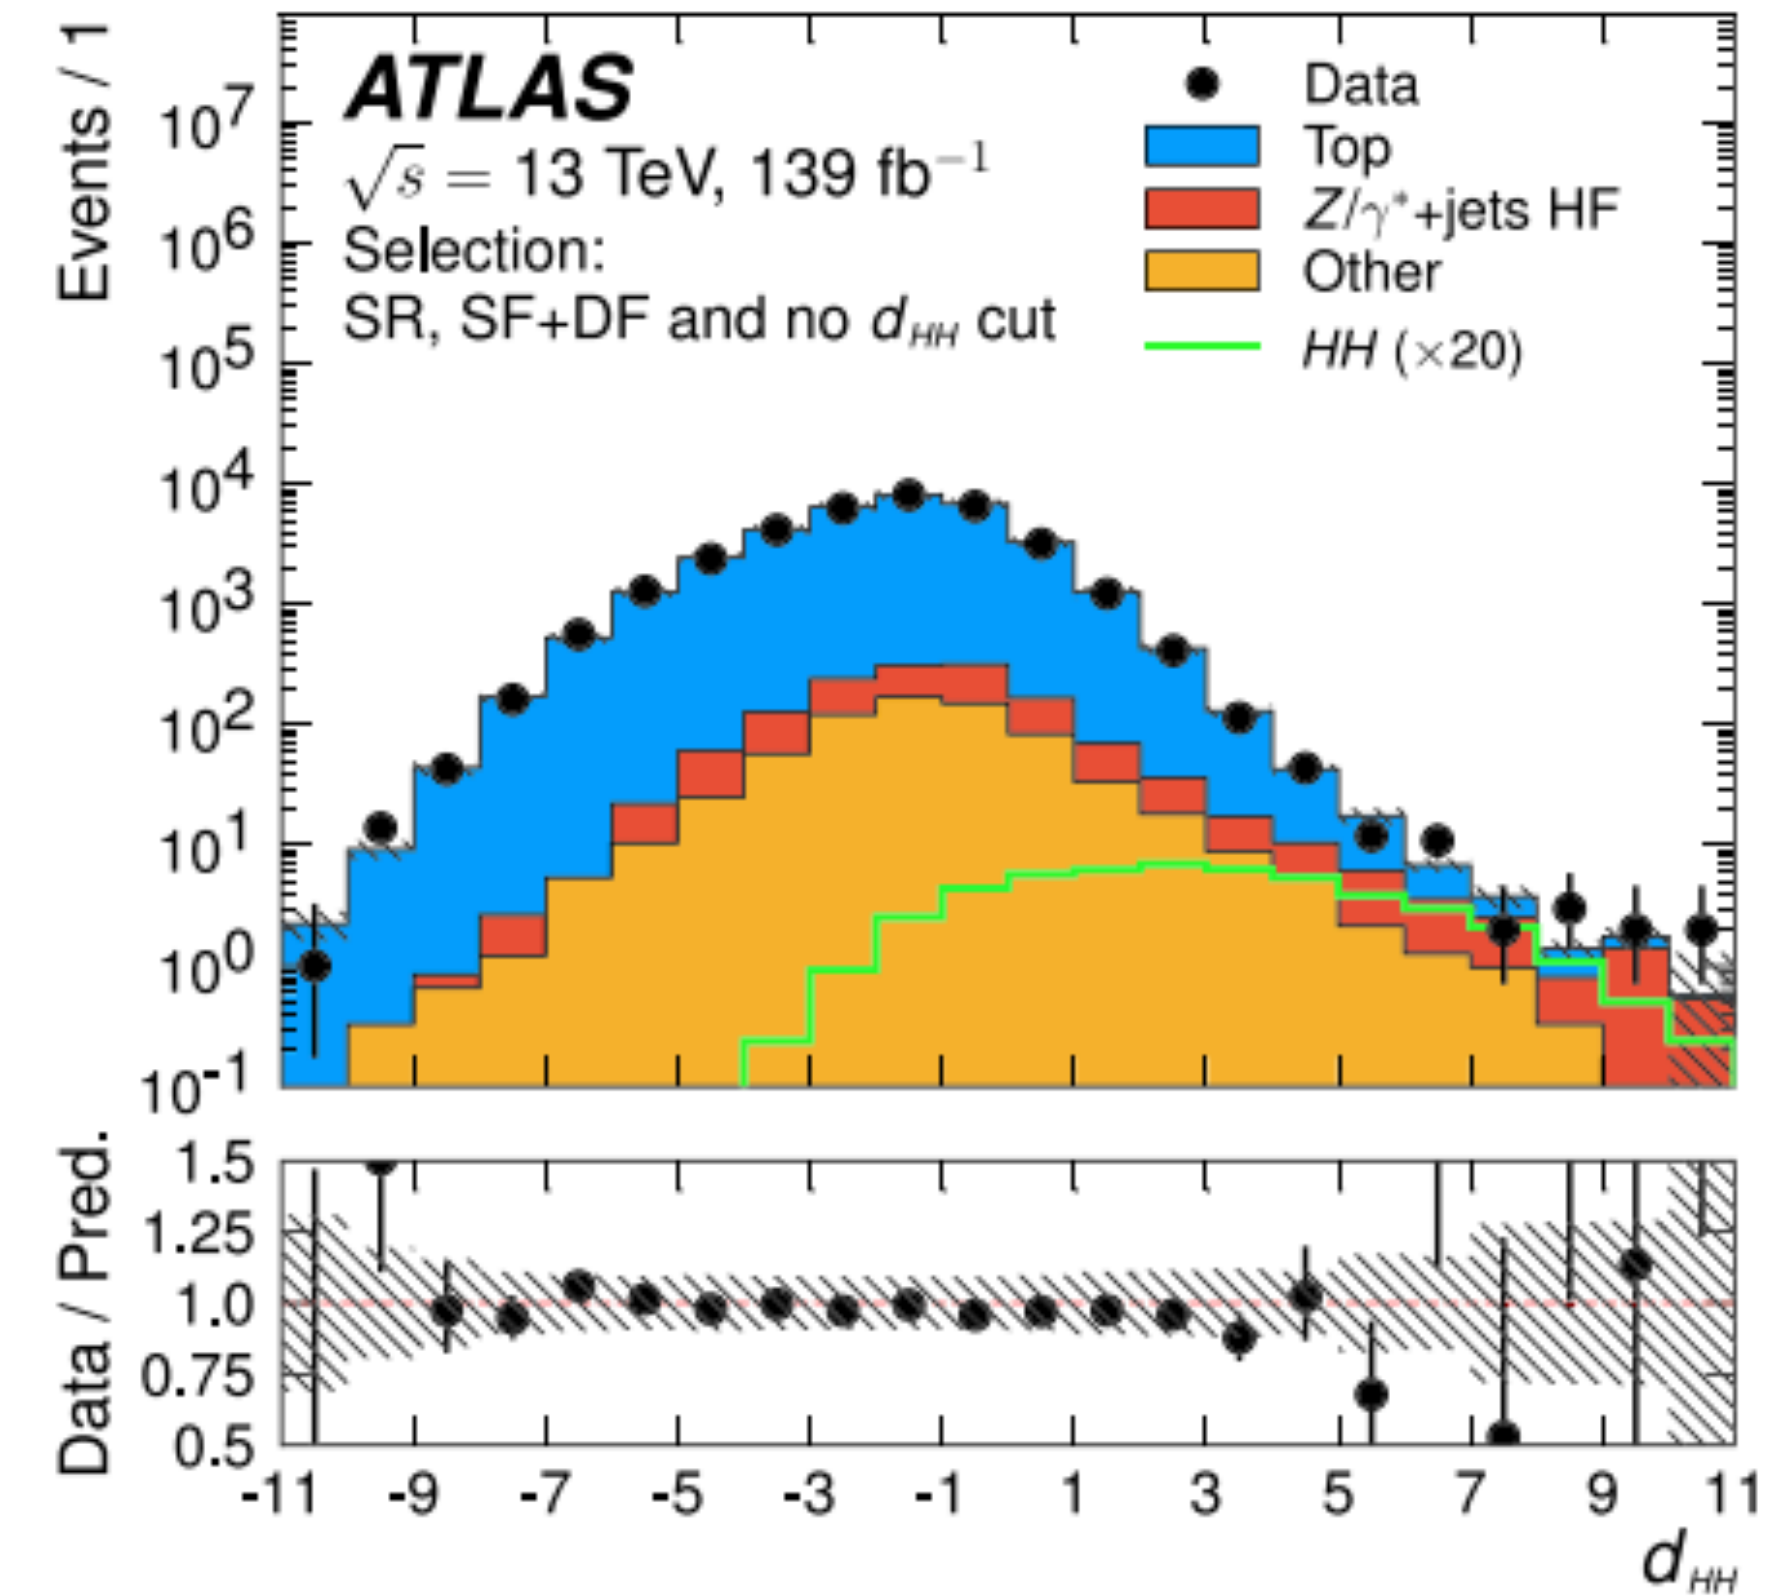 Events / 1
10⁷
10⁶
10⁵
10⁴
10³
10²
10¹
10⁰
10⁻¹
ATLAS
√s = 13 TeV, 139 fb⁻¹
Selection:
SR, SF+DF and no d_HH cut
Data
Top
Z/γ*+jets HF
Other
HH (×20)
Data / Pred.
1.5
1.25
1.0
0.75
0.5
-11 -9 -7 -5 -3 -1 1 3 5 7 9 11
d_HH